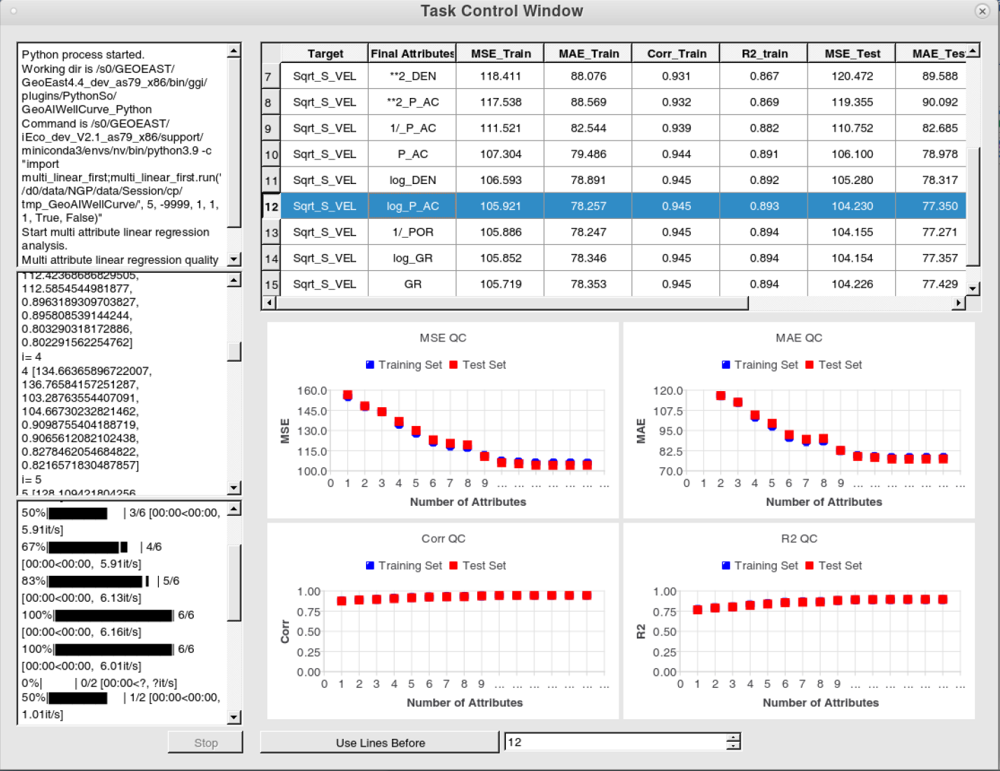 Task Control Window
Python process started.
Working dir is /s0/GEOEAST/
GeoEast4.4_dev_as79_x86/bin/ggi/
plugins/PythonSo/
GeoAIWellCurve_Python
Command is /s0/GEOEAST/
iEco_dev_V2.1_as79_x86/support/
miniconda3/envs/nv/bin/python3.9 -c
"import
multi_linear_first;multi_linear_first.run('
/d0/data/NGP/data/Session/cp/
tmp_GeoAIWellCurve/', 5, -9999, 1, 1,
1, True, False)"
Start multi attribute linear regression
analysis.
Multi attribute linear regression quality
112.42368686829505,
112.5854544981877,
0.8963189309703827,
0.895808539144244,
0.803290318172886,
0.802291562254762]
i= 4
4 [134.66365896722007,
136.76584157251287,
103.28763554407091,
104.667302328214​62,
0.9098755404188719,
0.9065612082102438,
0.8278462054684822,
0.8216571830487857]
i= 5
5 [128.109421804256
50%| | 3/6 [00:00<00:00,
5.91it/s]
67%| | 4/6
[00:00<00:00, 5.91it/s]
83%| | 5/6
[00:00<00:00, 6.13it/s]
100%| | 6/6
[00:00<00:00, 6.16it/s]
100%| | 6/6
[00:00<00:00, 6.01it/s]
0%| | 0/2 [00:00<?, ?it/s]
50%| | 1/2 [00:00<00:00,
1.01it/s]
Stop
Target Final Attributes MSE_Train MAE_Train Corr_Train R2_train MSE_Test MAE_Tes
7 Sqrt_S_VEL **2_DEN 118.411 88.076 0.931 0.867 120.472 89.588
8 Sqrt_S_VEL **2_P_AC 117.538 88.569 0.932 0.869 119.355 90.092
9 Sqrt_S_VEL 1/_P_AC 111.521 82.544 0.939 0.882 110.752 82.685
10 Sqrt_S_VEL P_AC 107.304 79.486 0.944 0.891 106.100 78.978
11 Sqrt_S_VEL log_DEN 106.593 78.891 0.945 0.892 105.280 78.317
12 Sqrt_S_VEL log_P_AC 105.921 78.257 0.945 0.893 104.230 77.350
13 Sqrt_S_VEL 1/_POR 105.886 78.247 0.945 0.894 104.155 77.271
14 Sqrt_S_VEL log_GR 105.852 78.346 0.945 0.894 104.154 77.357
15 Sqrt_S_VEL GR 105.719 78.353 0.945 0.894 104.226 77.429
MSE QC
Training Set Test Set
160.0
145.0
130.0
115.0
100.0
MSE
0 1 2 3 4 5 6 7 8 9 ... ... ... ... ... ... ...
Number of Attributes
MAE QC
Training Set Test Set
120.0
107.5
95.0
82.5
70.0
MAE
0 1 2 3 4 5 6 7 8 9 ... ... ... ... ... ... ...
Number of Attributes
Corr QC
Training Set Test Set
1.00
0.75
0.50
0.25
0.00
Corr
0 1 2 3 4 5 6 7 8 9 ... ... ... ... ... ... ...
Number of Attributes
R2 QC
Training Set Test Set
1.00
0.75
0.50
0.25
0.00
R2
0 1 2 3 4 5 6 7 8 9 ... ... ... ... ... ... ...
Number of Attributes
Use Lines Before 12